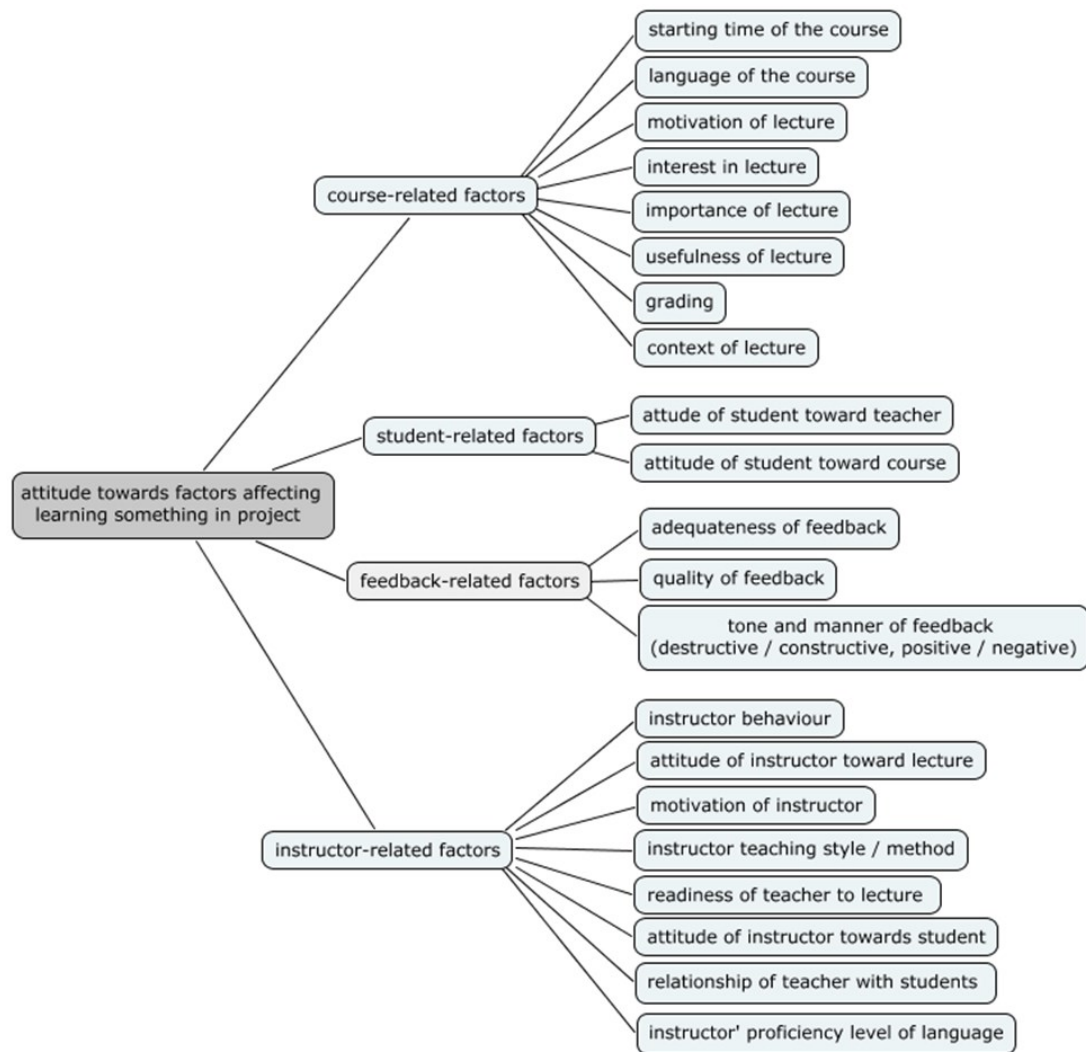 starting time of the course
language of the course
motivation of lecture
interest in lecture
course-related factors
importance of lecture
usefulness of lecture
grading
context of lecture
attude of student toward teacher
student-related factors
attitude of student toward course
attitude towards factors affecting
learning something in project
adequateness of feedback
feedback-related factors
quality of feedback
tone and manner of feedback
(destructive / constructive, positive / negative)
instructor behaviour
attitude of instructor toward lecture
motivation of instructor
instructor-related factors
instructor teaching style / method
readiness of teacher to lecture
attitude of instructor towards student
relationship of teacher with students
instructor' proficiency level of language